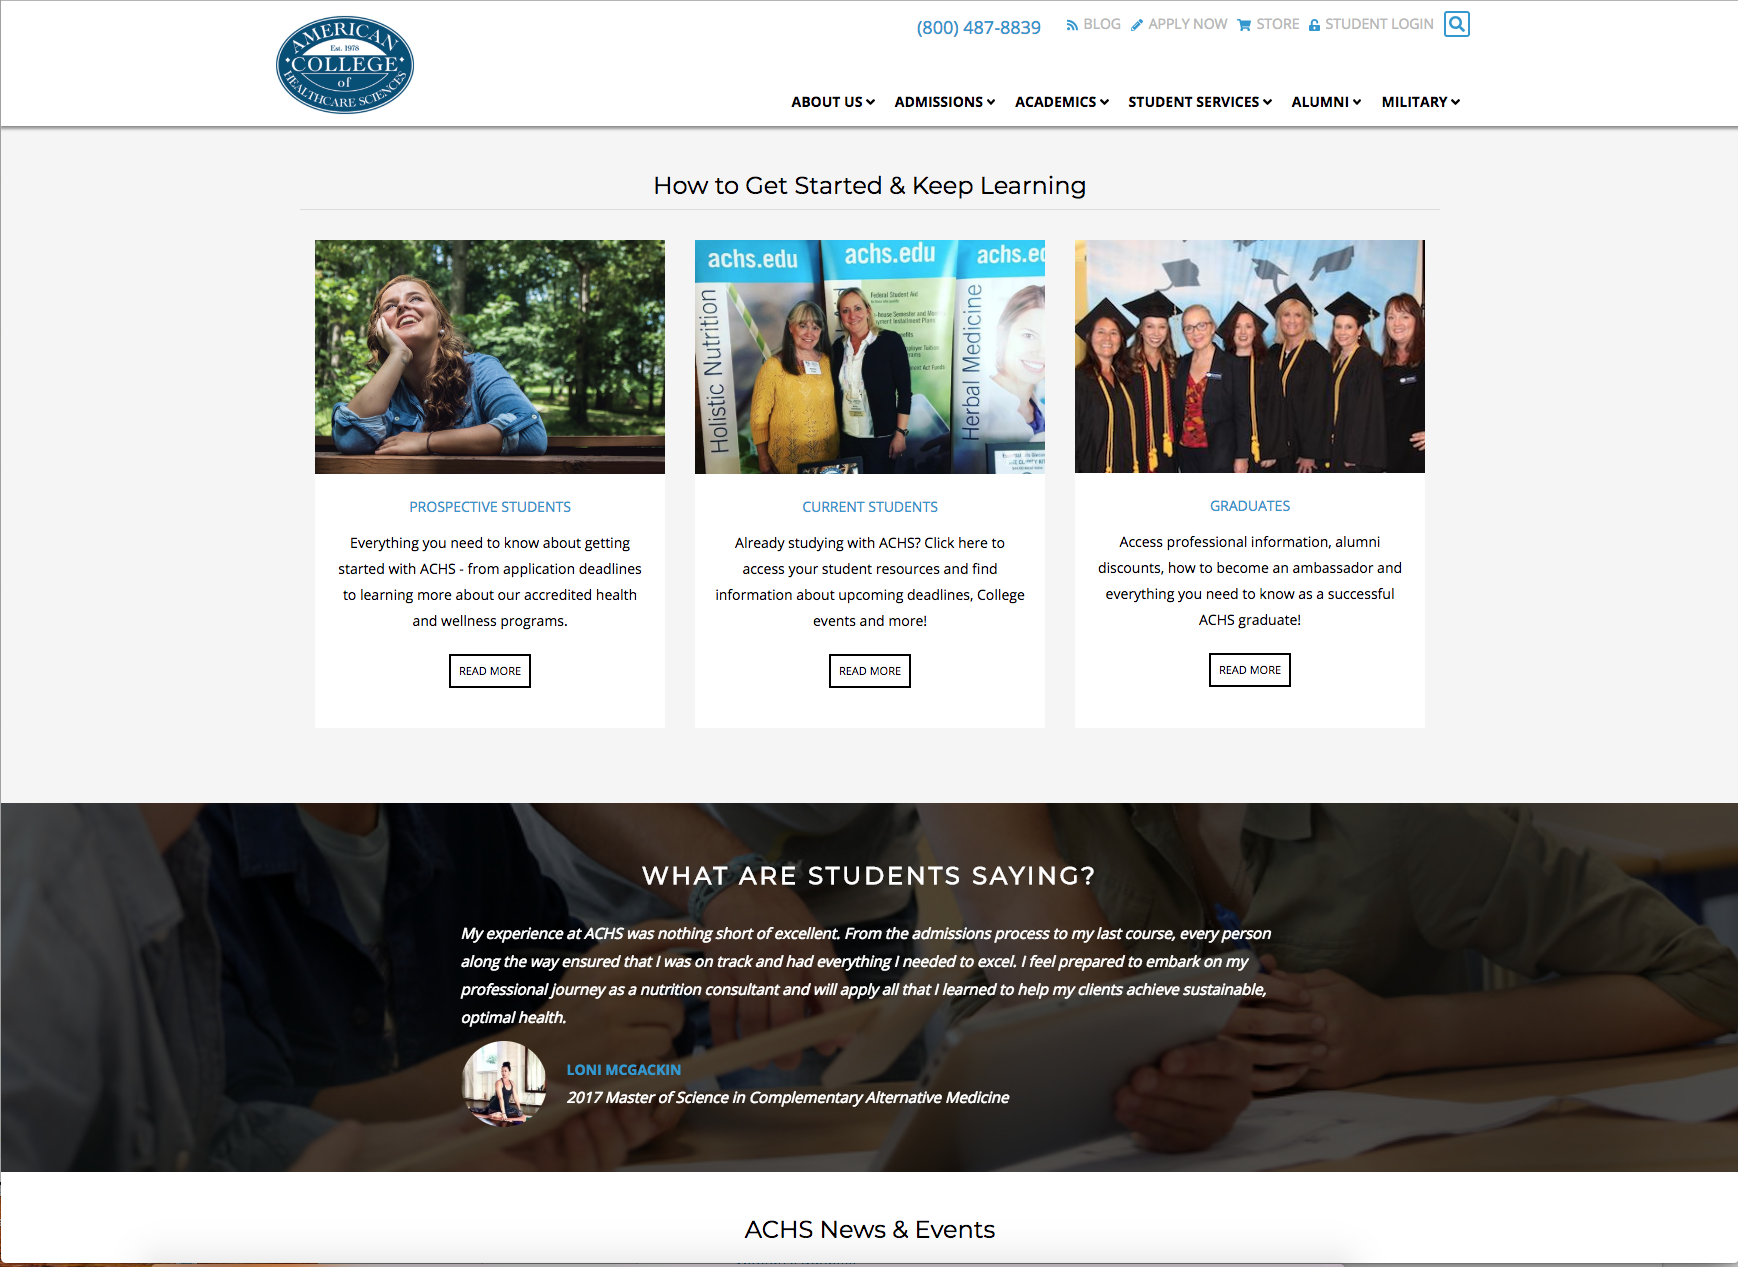 AMERICAN
Est. 1978
COLLEGE
of
HEALTHCARE SCIENCES
(800) 487-8839
BLOG
APPLY NOW
STORE
STUDENT LOGIN
ABOUT US
ADMISSIONS
ACADEMICS
STUDENT SERVICES
ALUMNI
MILITARY
How to Get Started & Keep Learning
achs.edu
achs.edu
achs.e
Holistic Nutrition
Federal Student Aid
Herbal Medicine
PROSPECTIVE STUDENTS
Everything you need to know about getting
started with ACHS - from application deadlines
to learning more about our accredited health
and wellness programs.
READ MORE
CURRENT STUDENTS
Already studying with ACHS? Click here to
access your student resources and find
information about upcoming deadlines, College
events and more!
READ MORE
GRADUATES
Access professional information, alumni
discounts, how to become an ambassador and
everything you need to know as a successful
ACHS graduate!
READ MORE
WHAT ARE STUDENTS SAYING?
My experience at ACHS was nothing short of excellent. From the admissions process to my last course, every person
along the way ensured that I was on track and had everything I needed to excel. I feel prepared to embark on my
professional journey as a nutrition consultant and will apply all that I learned to help my clients achieve sustainable,
optimal health.
LONI MCGACKIN
2017 Master of Science in Complementary Alternative Medicine
ACHS News & Events